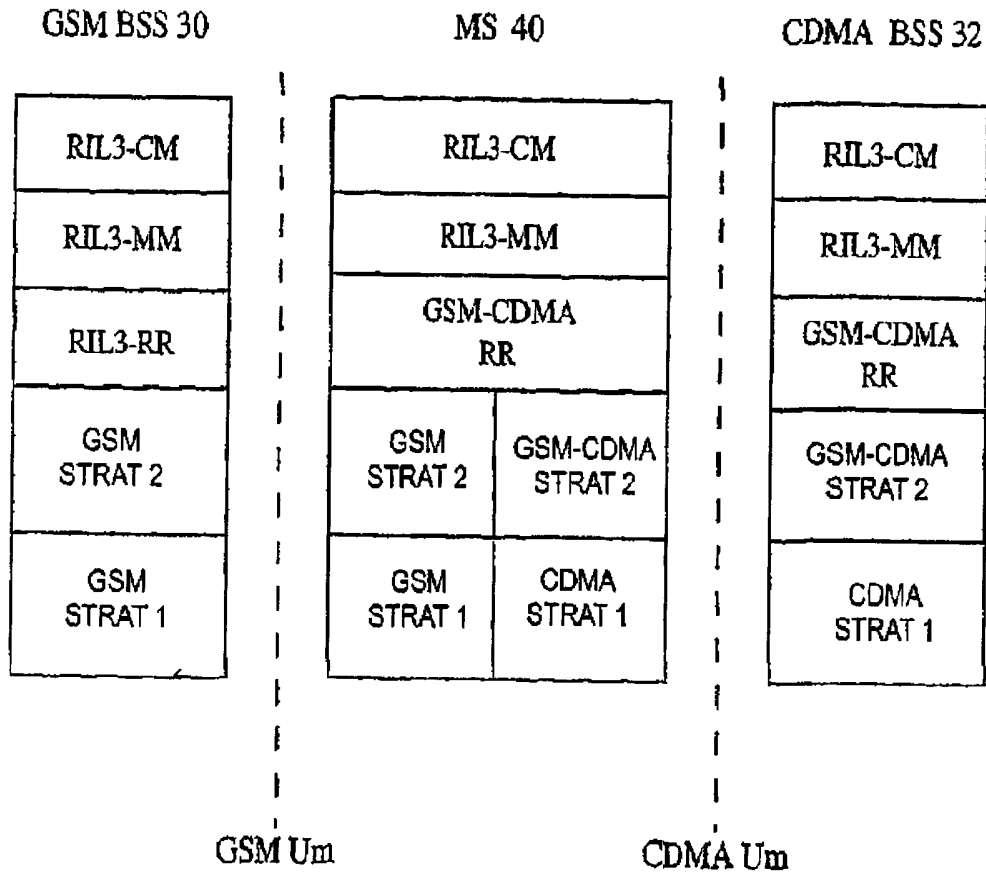 GSM BSS 30
MS 40
CDMA BSS 32
RIL3-CM
RIL3-MM
RIL3-RR
GSM
STRAT 2
GSM
STRAT 1
RIL3-CM
RIL3-MM
GSM-CDMA
RR
GSM
STRAT 2
GSM-CDMA
STRAT 2
GSM
STRAT 1
CDMA
STRAT 1
RIL3-CM
RIL3-MM
GSM-CDMA
RR
GSM-CDMA
STRAT 2
CDMA
STRAT 1
GSM Um
CDMA Um